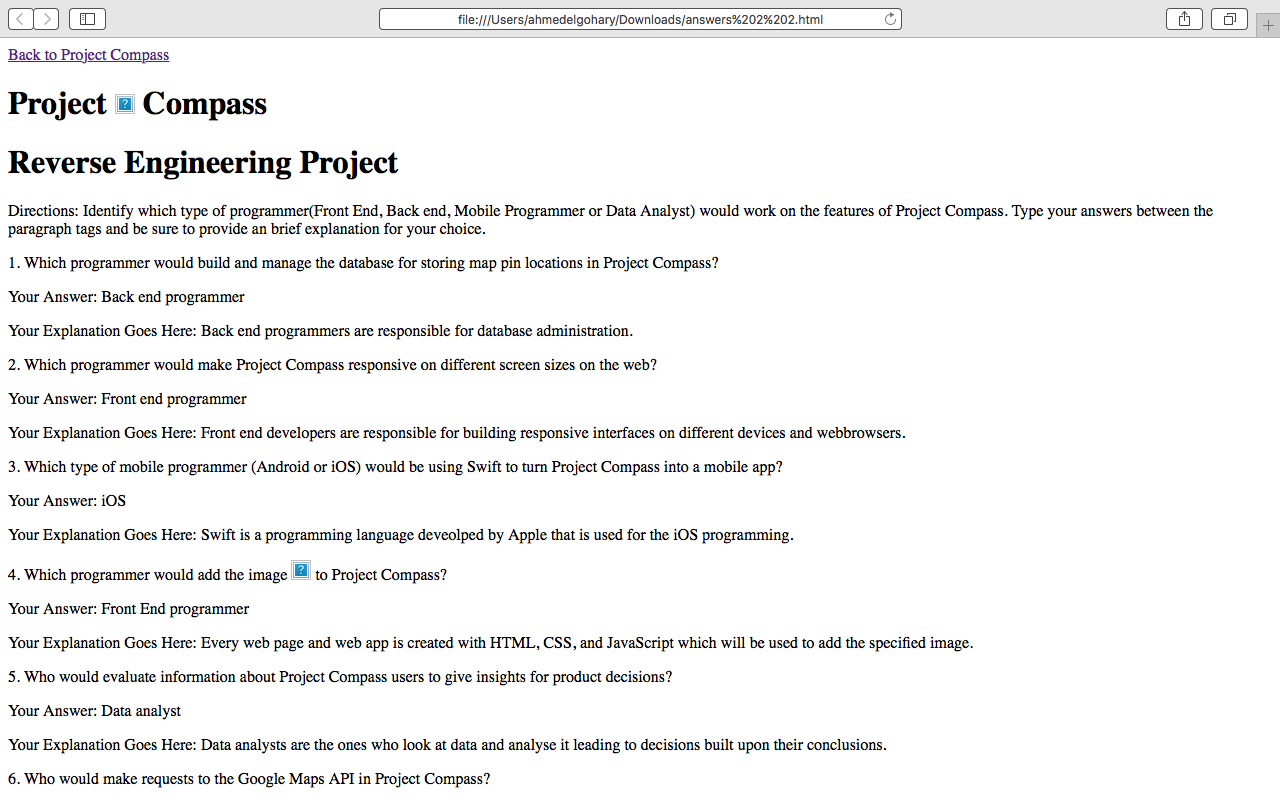 file:///Users/ahmedelgohary/Downloads/answers%202%202.html
Back to Project Compass
Project Compass
Reverse Engineering Project
Directions: Identify which type of programmer(Front End, Back end, Mobile Programmer or Data Analyst) would work on the features of Project Compass. Type your answers between the
paragraph tags and be sure to provide an brief explanation for your choice.
1. Which programmer would build and manage the database for storing map pin locations in Project Compass?
Your Answer: Back end programmer
Your Explanation Goes Here: Back end programmers are responsible for database administration.
2. Which programmer would make Project Compass responsive on different screen sizes on the web?
Your Answer: Front end programmer
Your Explanation Goes Here: Front end developers are responsible for building responsive interfaces on different devices and webbrowsers.
3. Which type of mobile programmer (Android or iOS) would be using Swift to turn Project Compass into a mobile app?
Your Answer: iOS
Your Explanation Goes Here: Swift is a programming language deveolped by Apple that is used for the iOS programming.
4. Which programmer would add the image to Project Compass?
Your Answer: Front End programmer
Your Explanation Goes Here: Every web page and web app is created with HTML, CSS, and JavaScript which will be used to add the specified image.
5. Who would evaluate information about Project Compass users to give insights for product decisions?
Your Answer: Data analyst
Your Explanation Goes Here: Data analysts are the ones who look at data and analyse it leading to decisions built upon their conclusions.
6. Who would make requests to the Google Maps API in Project Compass?